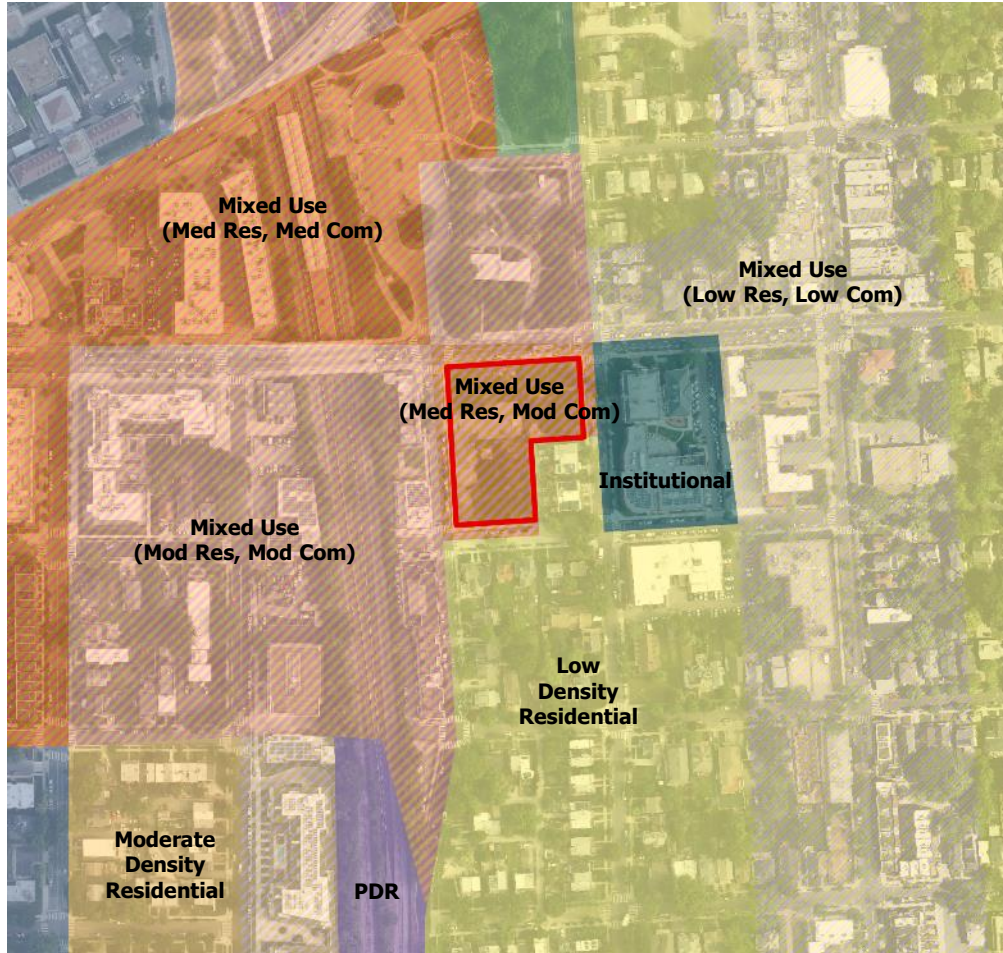 Mixed Use
(Med Res, Med Com)
Mixed Use
(Low Res, Low Com)
Mixed Use
(Med Res, Mod Com)
Institutional
Mixed Use
(Mod Res, Mod Com)
Low
Density
Residential
Moderate
Density
Residential
PDR